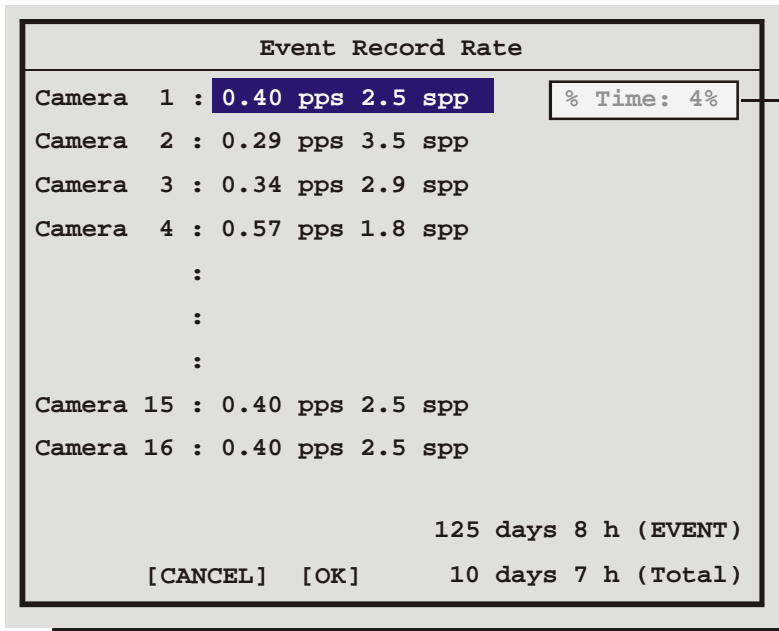 Event Record Rate
Camera 1 : 0.40 pps 2.5 spp % Time: 4%
Camera 2 : 0.29 pps 3.5 spp
Camera 3 : 0.34 pps 2.9 spp
Camera 4 : 0.57 pps 1.8 spp
:
:
:
Camera 15 : 0.40 pps 2.5 spp
Camera 16 : 0.40 pps 2.5 spp
125 days 8 h (EVENT)
[CANCEL] [OK] 10 days 7 h (Total)